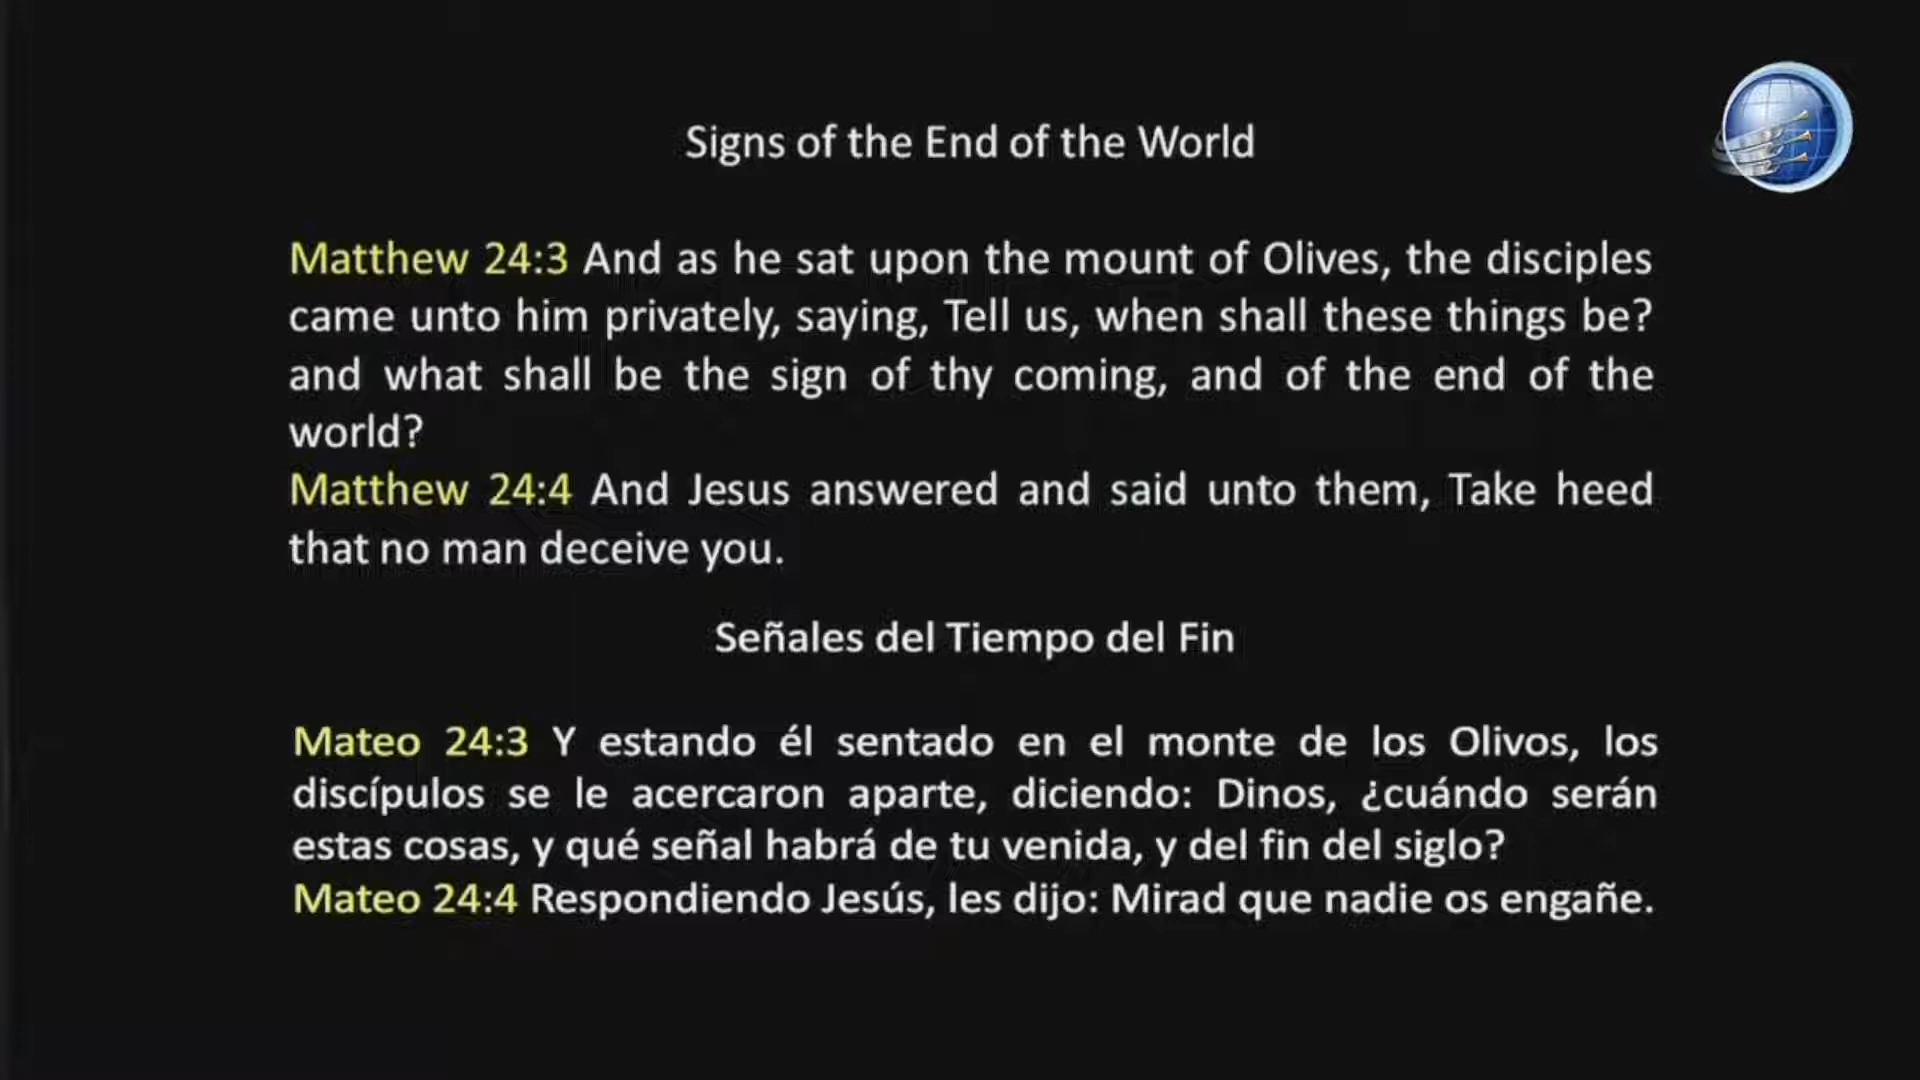 Signs of the End of the World
Matthew 24:3 And as he sat upon the mount of Olives, the disciples
came unto him privately, saying, Tell us, when shall these things be?
and what shall be the sign of thy coming, and of the end of the
world?
Matthew 24:4 And Jesus answered and said unto them, Take heed
that no man deceive you.
Señales del Tiempo del Fin
Mateo 24:3 Y estando él sentado en el monte de los Olivos, los
discípulos se le acercaron aparte, diciendo: Dinos, ¿cuándo serán
estas cosas, y qué señal habrá de tu venida, y del fin del siglo?
Mateo 24:4 Respondiendo Jesús, les dijo: Mirad que nadie os engañe.